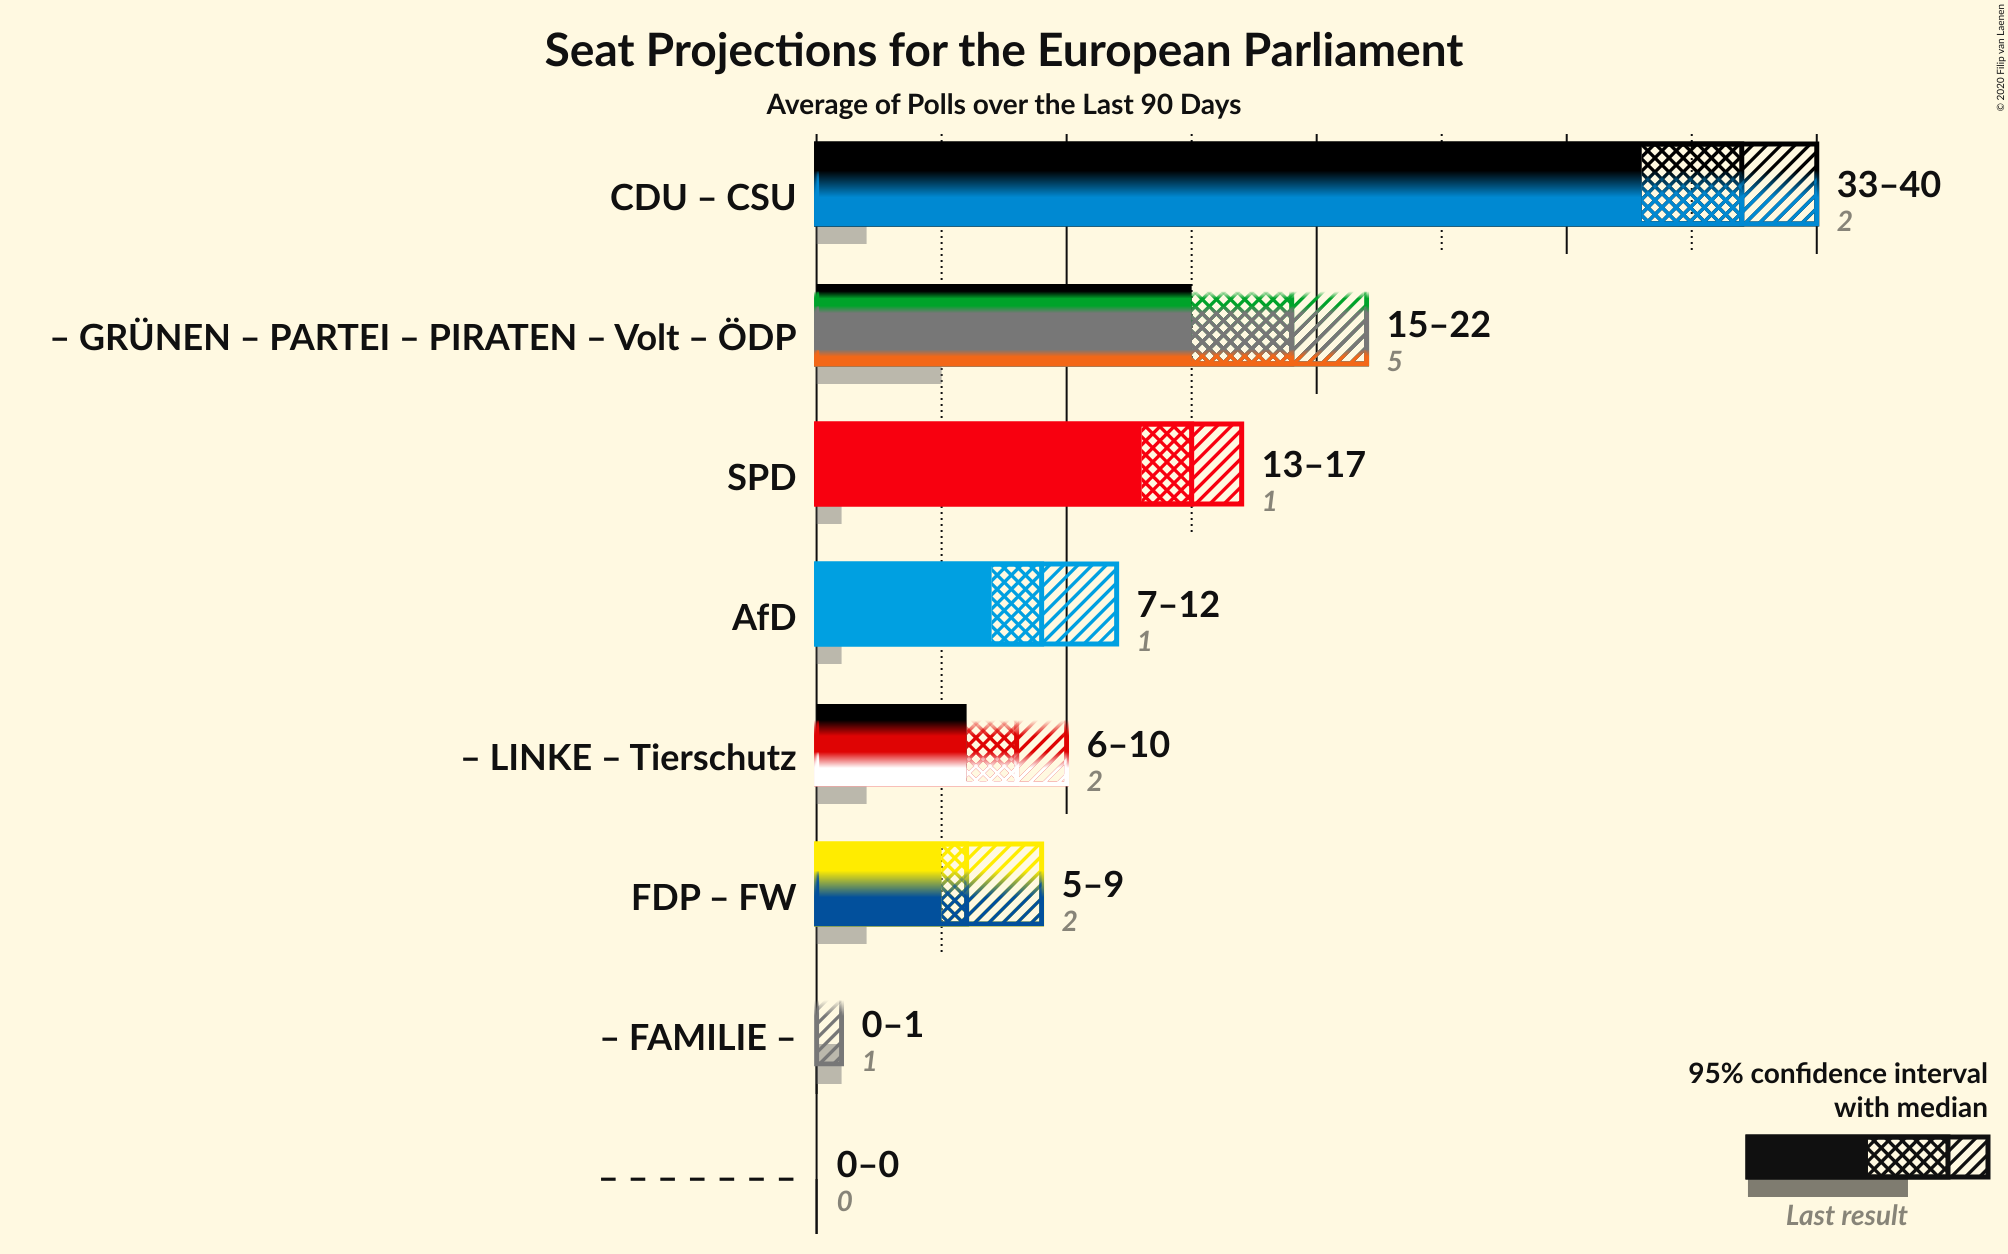 Seat Projections for the European Parliament
Average of Polls over the Last 90 Days
© 2020 Filip van Laenen
CDU – CSU
33–40
2
– GRÜNEN – PARTEI – PIRATEN – Volt – ÖDP
15–22
5
SPD
13–17
1
AfD
7–12
1
– LINKE – Tierschutz
6–10
2
FDP – FW
5–9
2
– FAMILIE –
0–1
1
– – – – – – –
0–0
0
95% confidence interval
with median
Last result